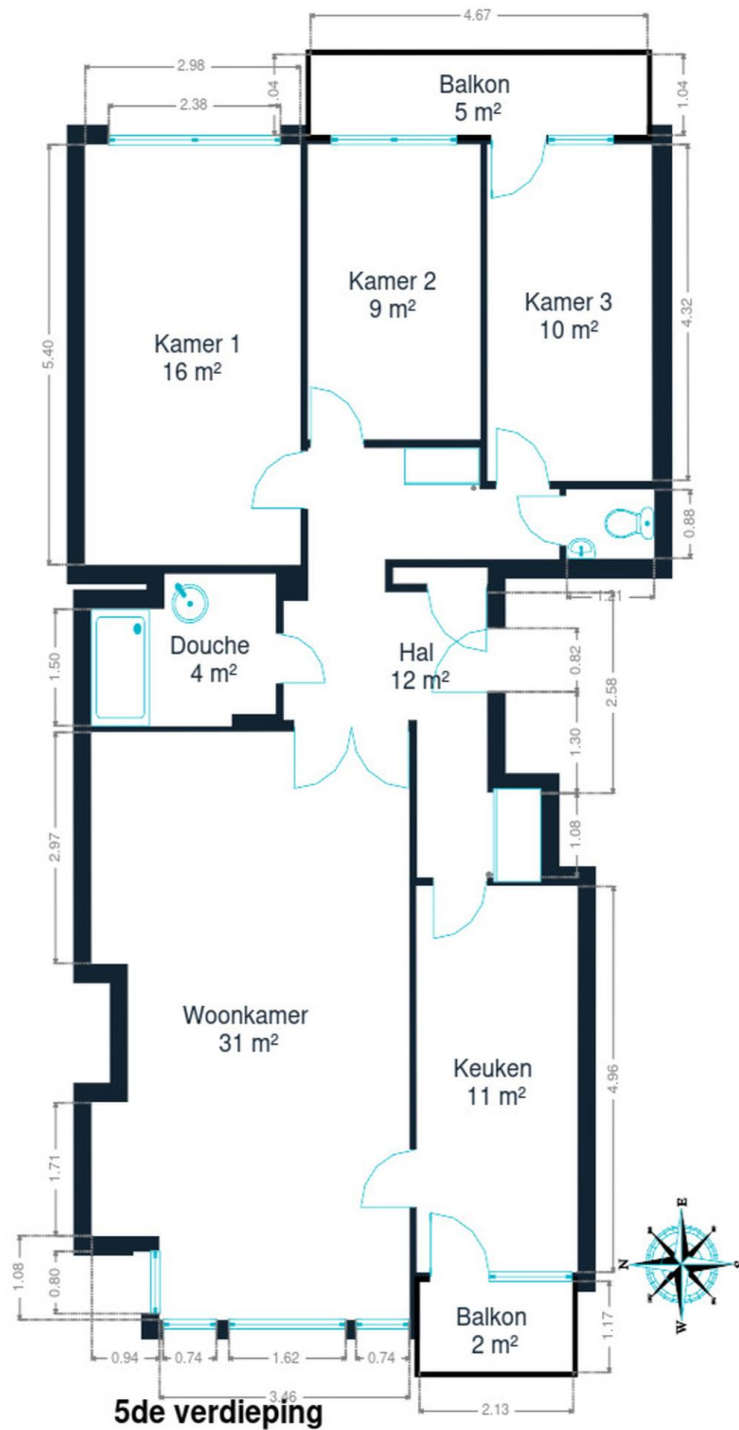 4.67
2.98
1.04
1.04
2.38
Balkon
5 m²
Kamer 2
9 m²
Kamer 3
10 m²
Kamer 1
16 m²
5.40
4.32
0.88
1.21
Douche
4 m²
Hal
12 m²
1.50
0.82
2.58
1.30
1.08
2.97
Woonkamer
31 m²
Keuken
11 m²
4.96
1.71
1.08
0.80
E
N
S
W
Balkon
2 m²
1.17
0.94
0.74
1.62
0.74
3.46
2.13
5de verdieping